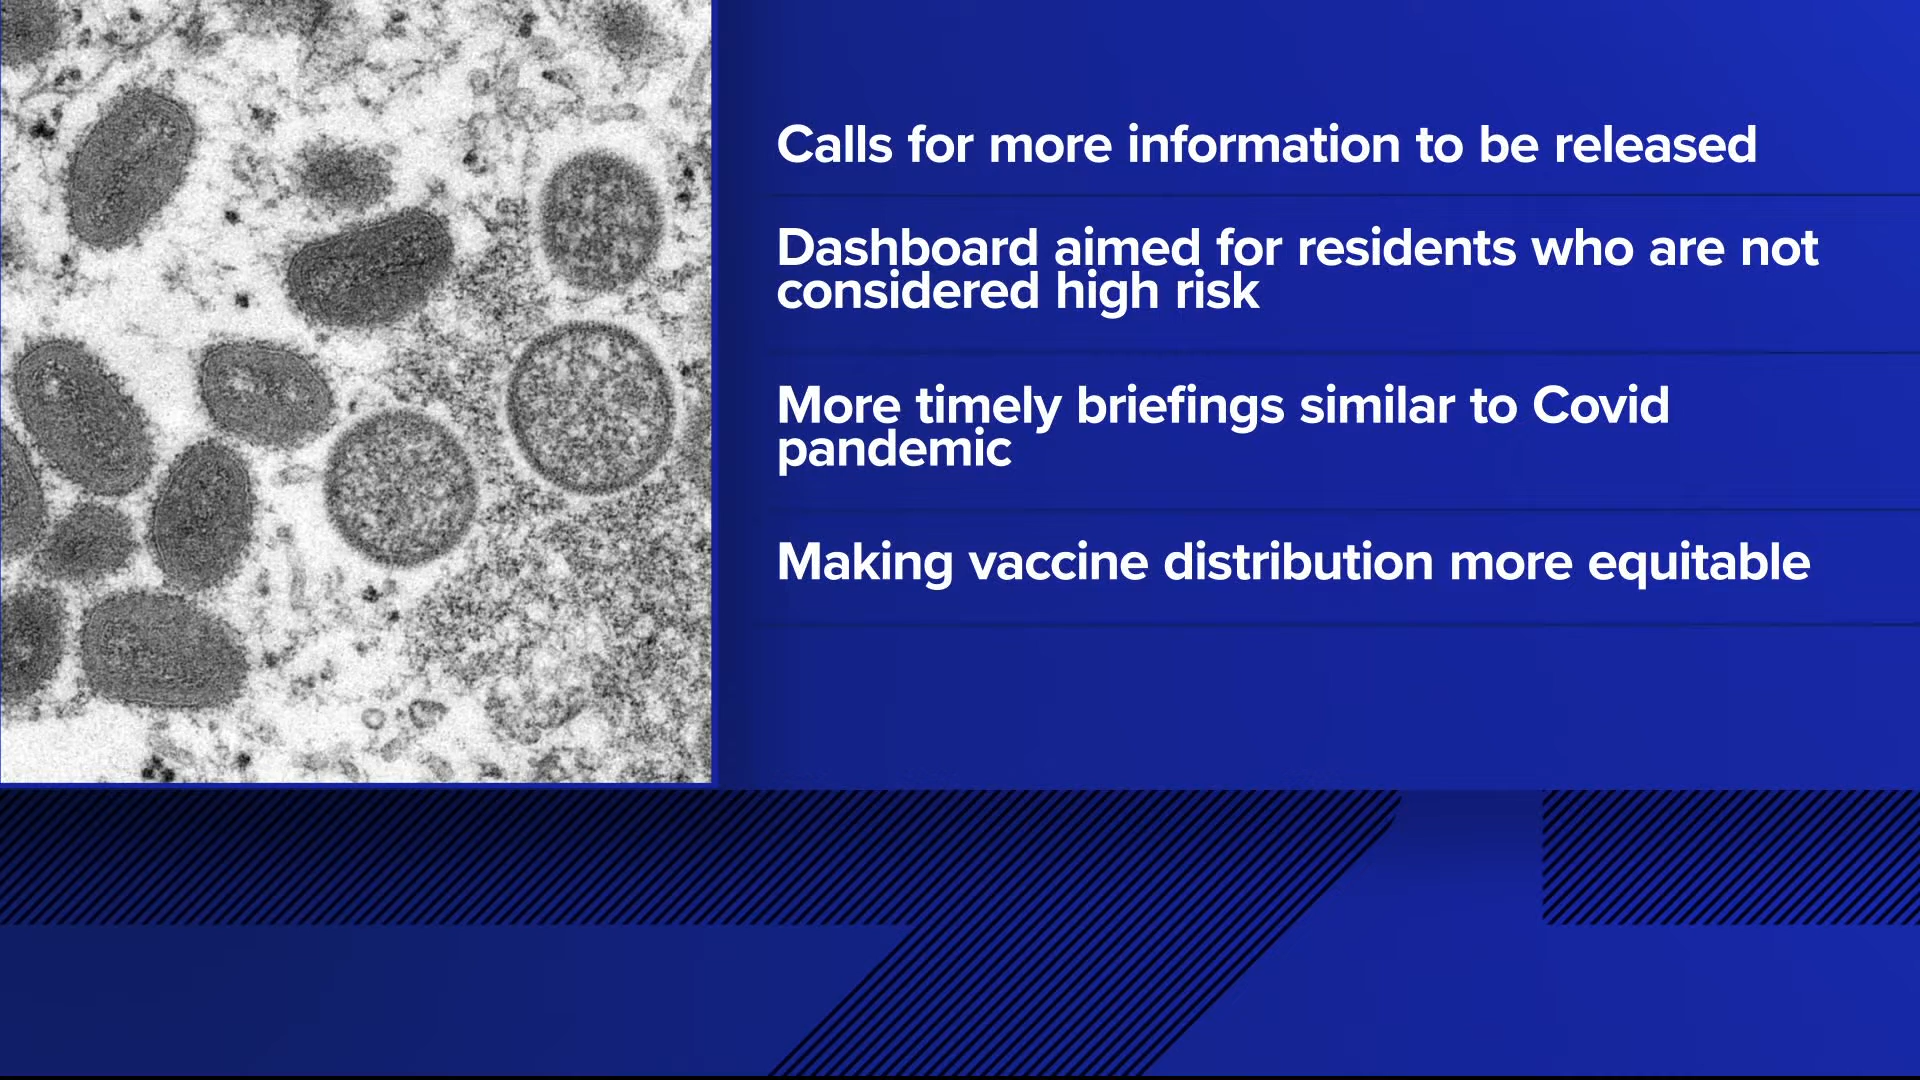 Calls for more information to be released
Dashboard aimed for residents who are not
considered high risk
More timely briefings similar to Covid
pandemic
Making vaccine distribution more equitable